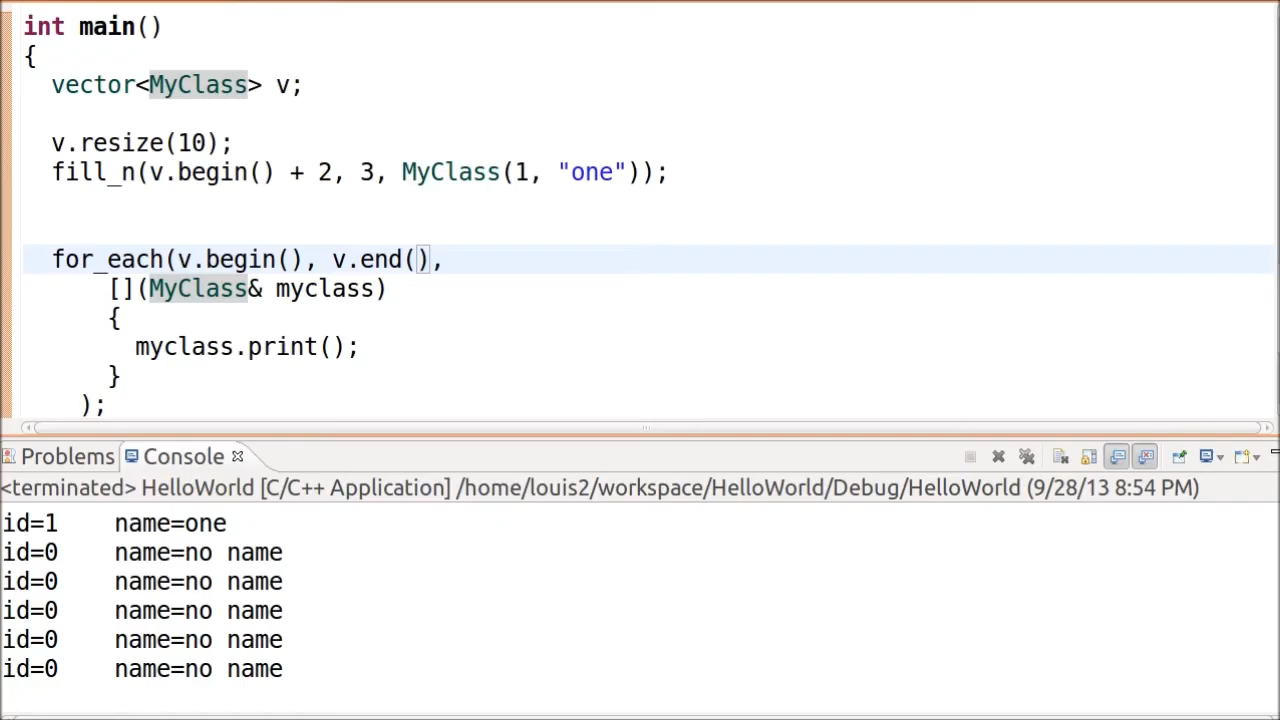 int main()
{
  vector<MyClass> v;

  v.resize(10);
  fill_n(v.begin() + 2, 3, MyClass(1, "one"));


  for_each(v.begin(), v.end(),
      [](MyClass& myclass)
      {
        myclass.print();
      }
    );
Problems Console
<terminated> HelloWorld [C/C++ Application] /home/louis2/workspace/HelloWorld/Debug/HelloWorld (9/28/13 8:54 PM)
id=1    name=one
id=0    name=no name
id=0    name=no name
id=0    name=no name
id=0    name=no name
id=0    name=no name